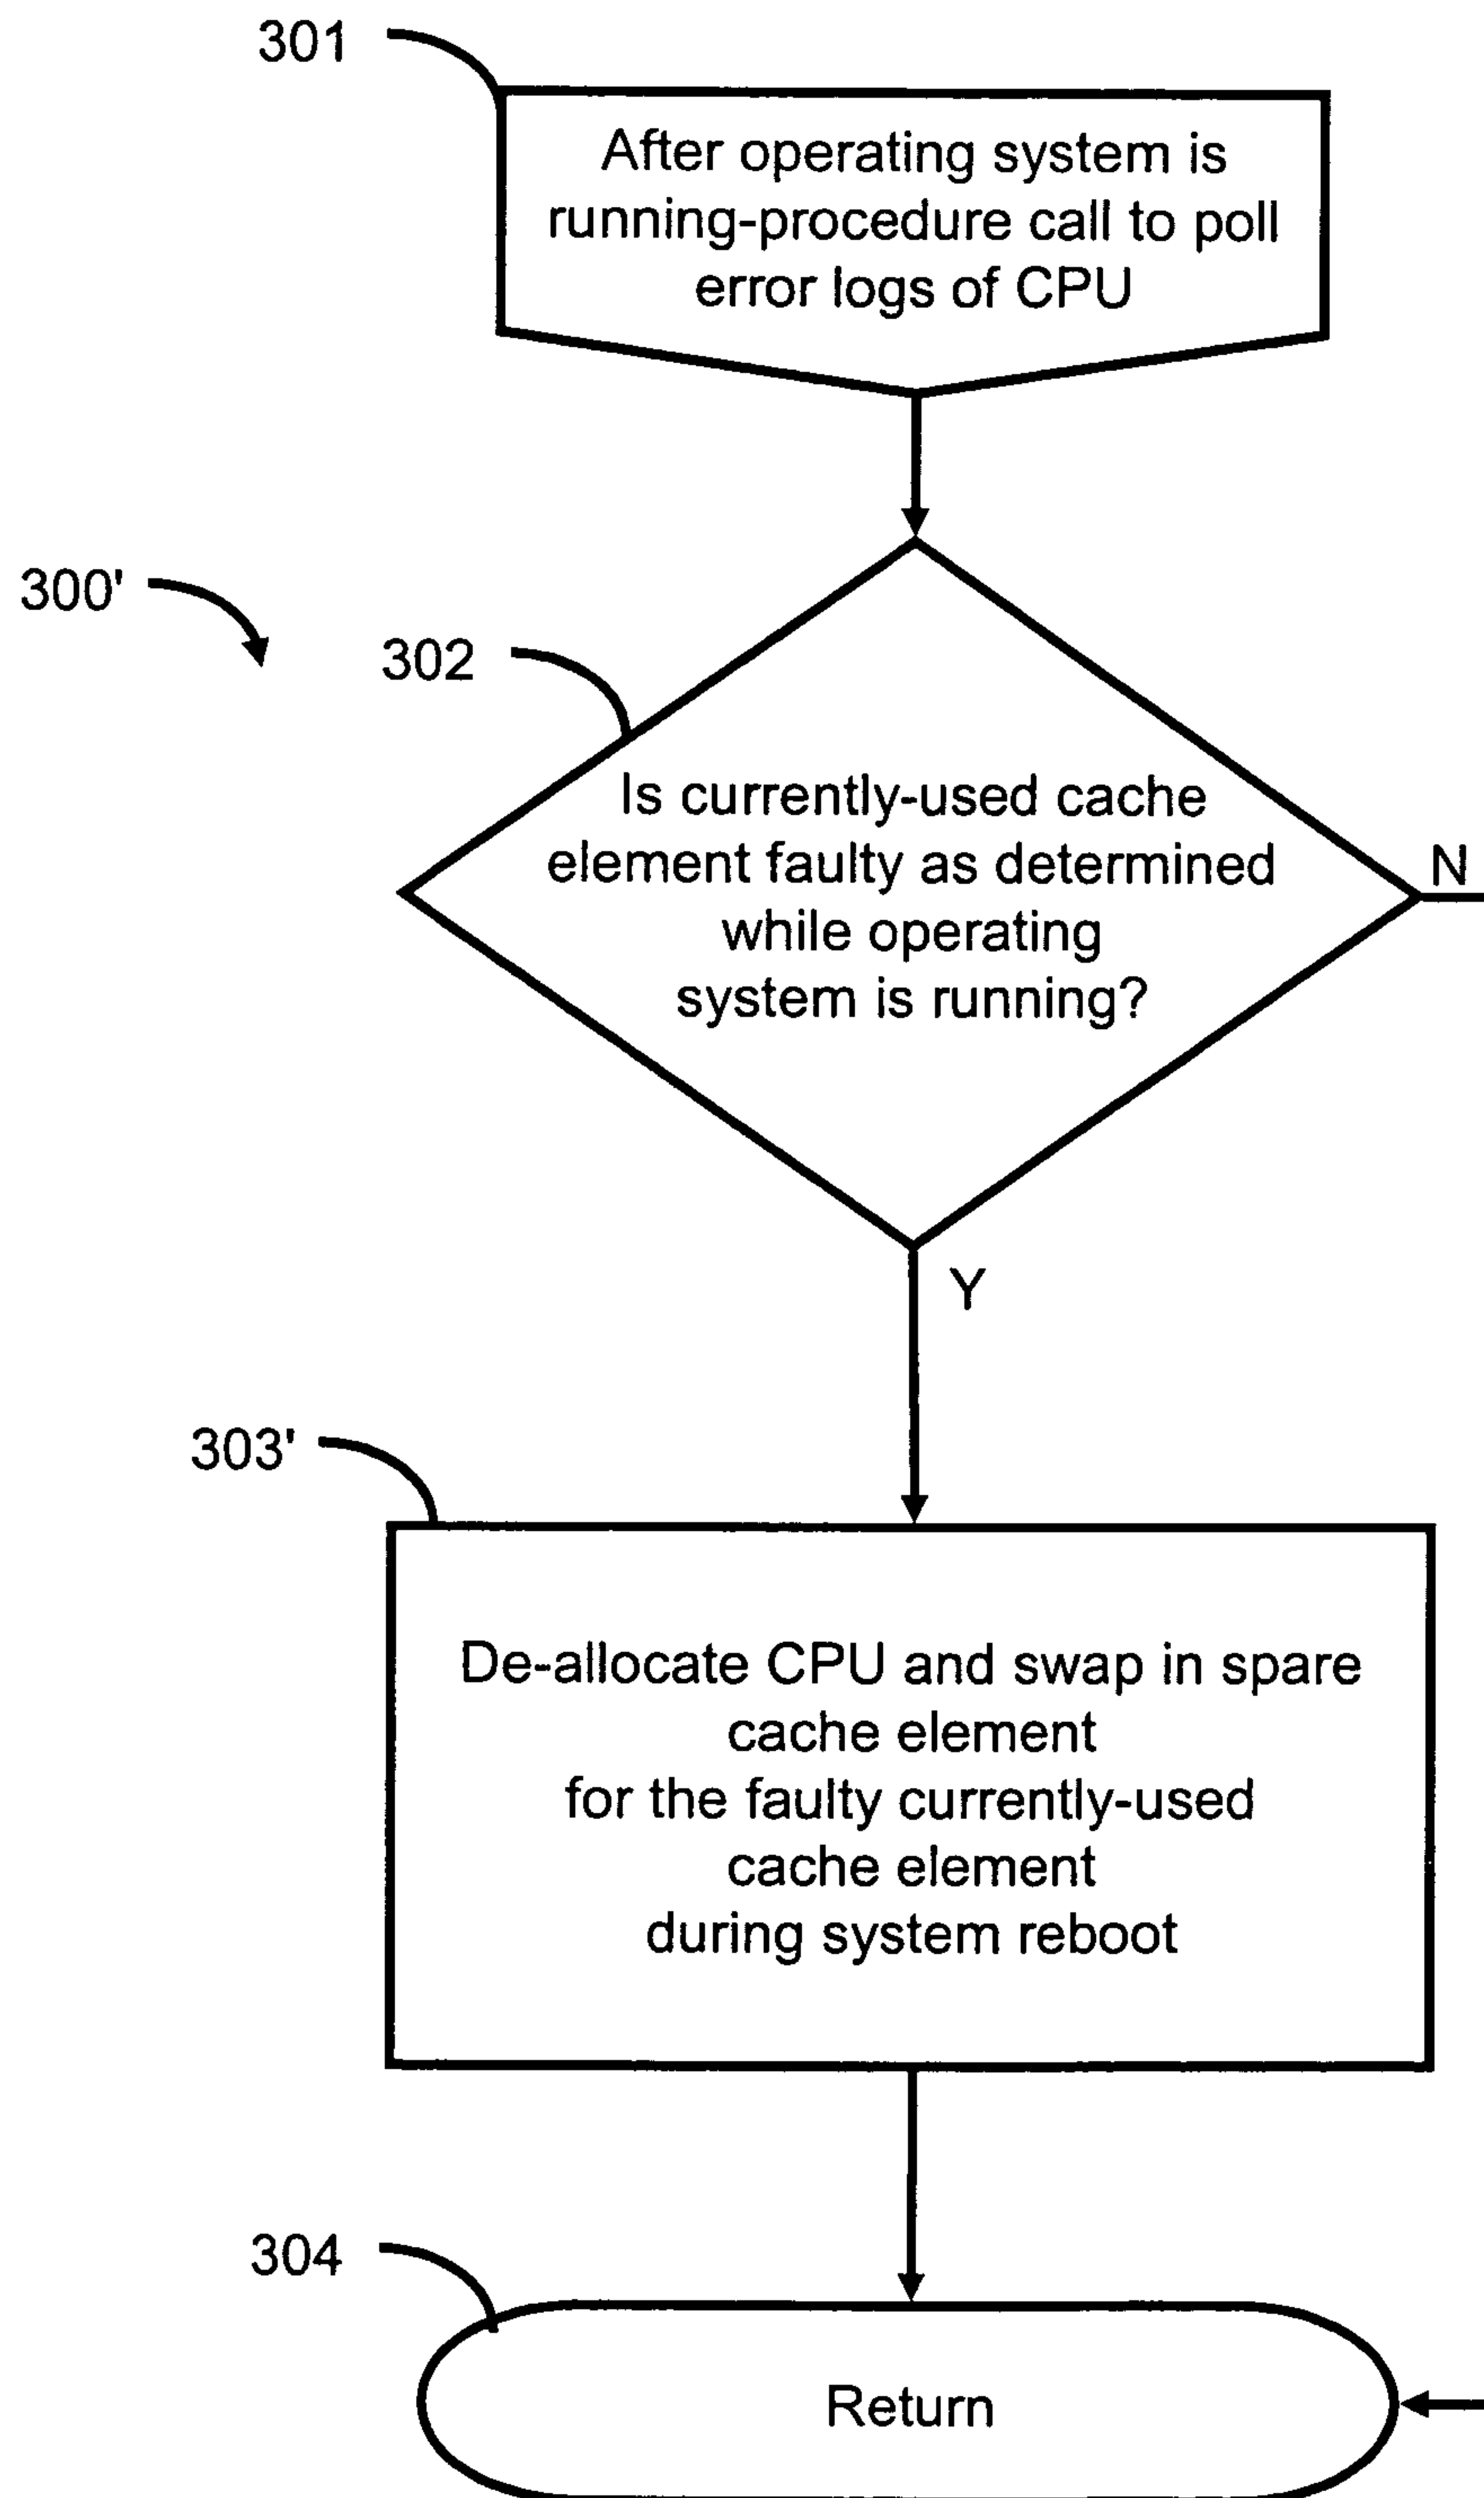 301
After operating system is
running-procedure call to poll
error logs of CPU
300'
302
Is currently-used cache
element faulty as determined
while operating
system is running?
N
Y
303'
De-allocate CPU and swap in spare
cache element
for the faulty currently-used
cache element
during system reboot
304
Return